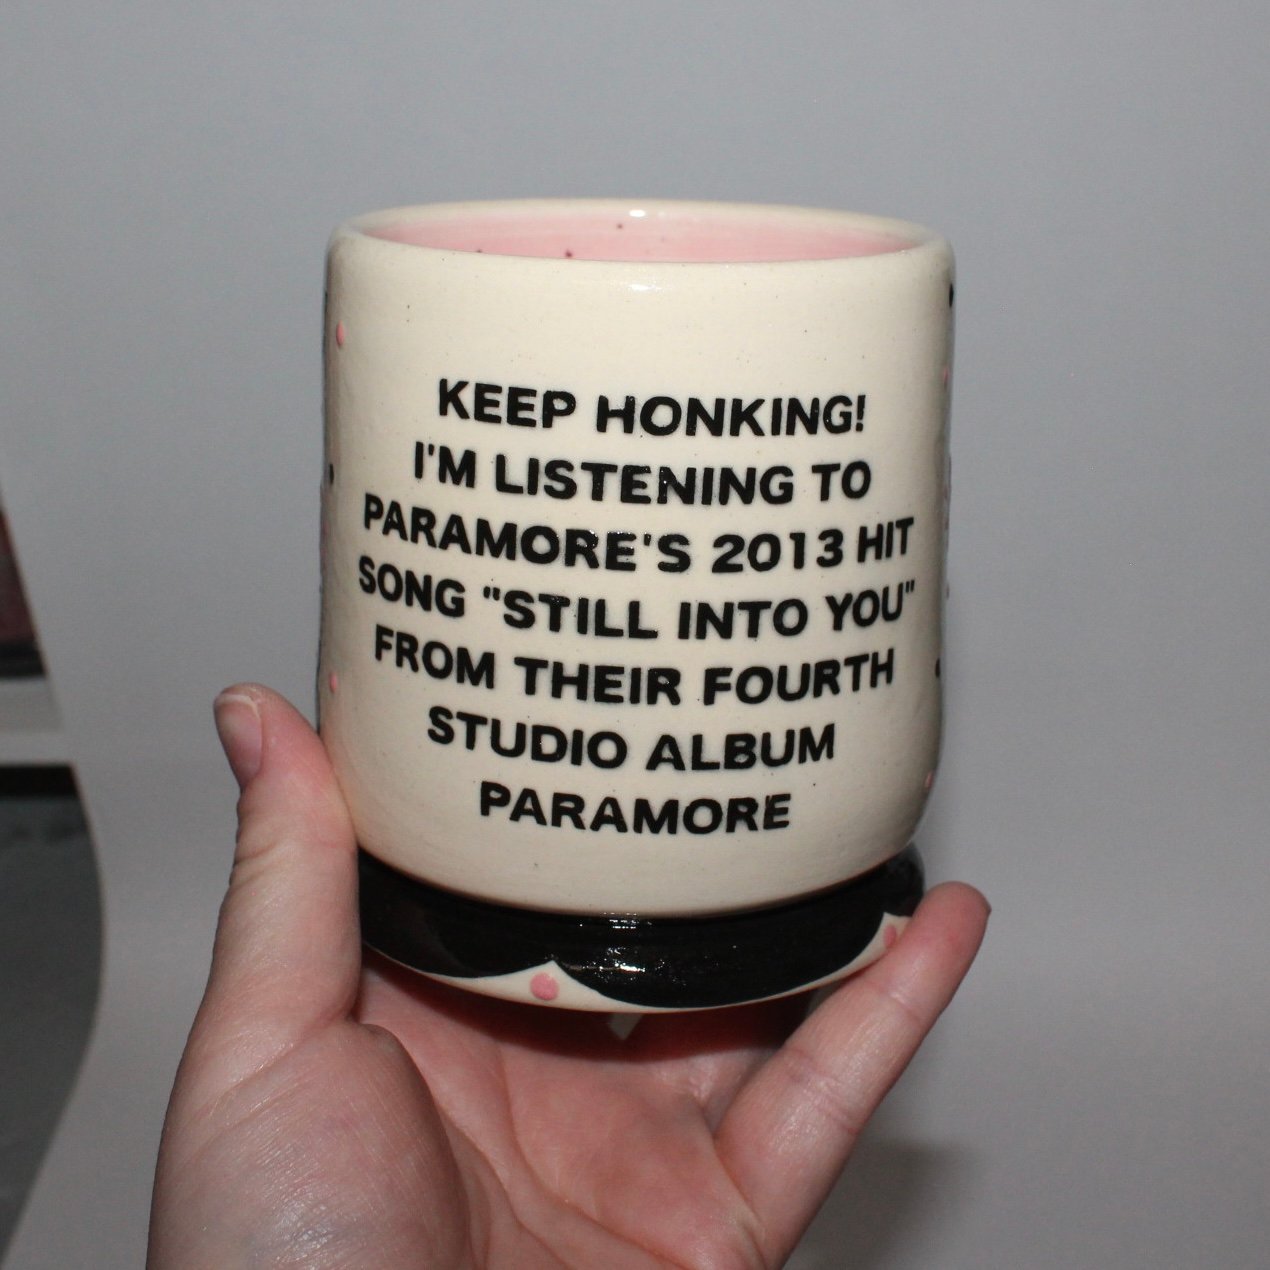 KEEP HONKING!
I'M LISTENING TO
PARAMORE'S 2013 HIT
SONG "STILL INTO YOU"
FROM THEIR FOURTH
STUDIO ALBUM
PARAMORE